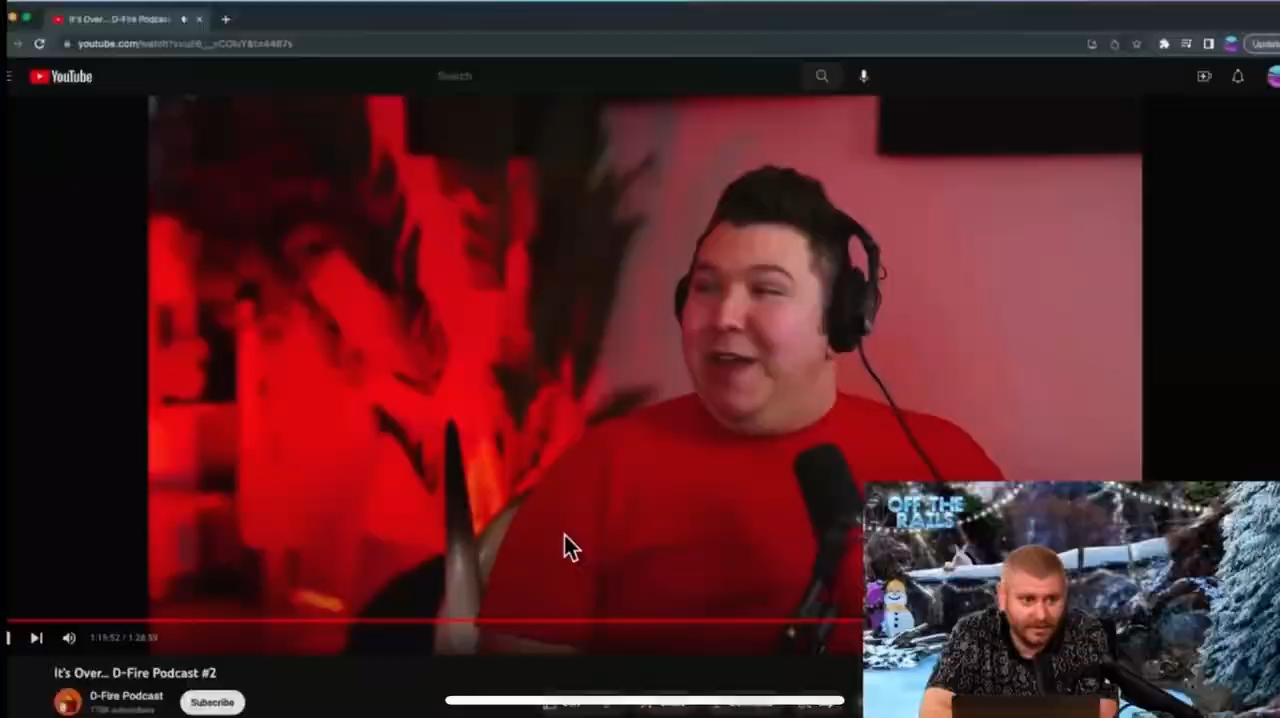 It's Over... D-Fire Podcast
youtube.com
YouTube
Search
OFF THE
RAILS
1:19:52 / 1:28:59
It's Over... D-Fire Podcast #2
D-Fire Podcast
Subscribe